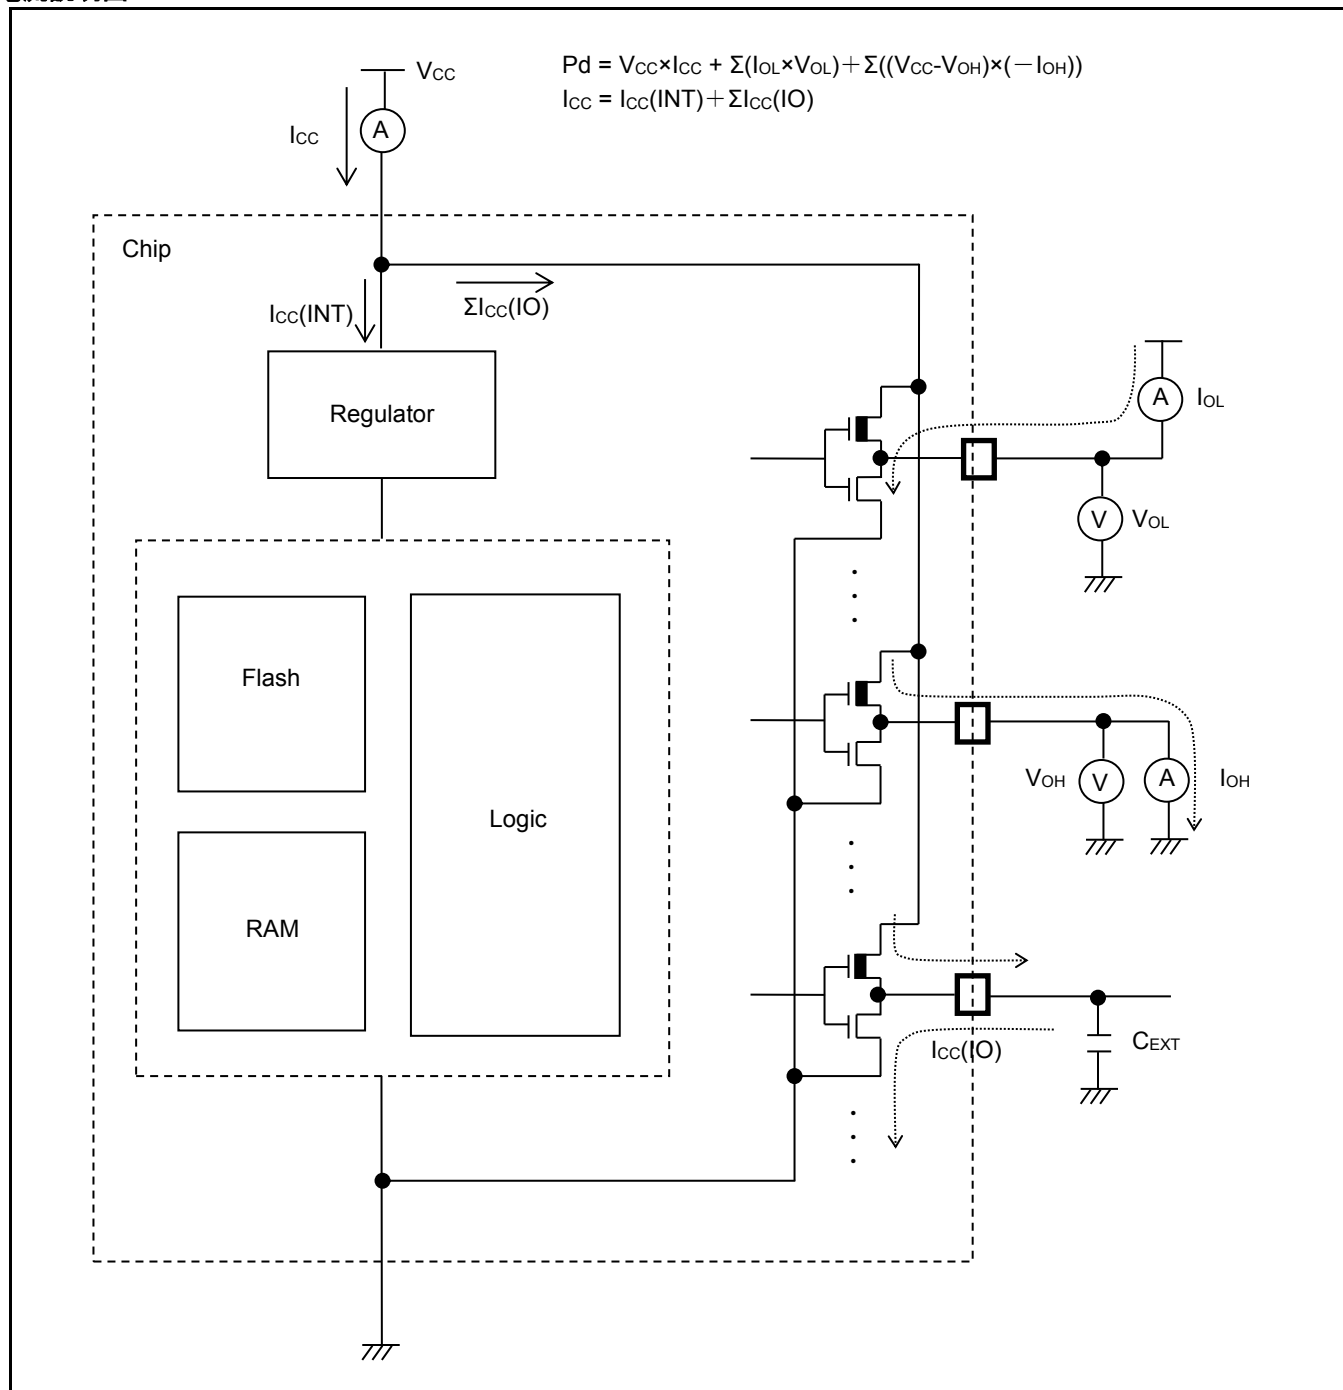 Pd = VCC×ICC + Σ(IOL×VOL)＋Σ((VCC-VOH)×(－IOH))
ICC = ICC(INT)＋ΣICC(IO)
VCC
A
ICC
Chip
ICC(INT)
ΣICC(IO)
Regulator
A
IOL
V
VOL
Flash
Logic
RAM
VOH
V
A
IOH
ICC(IO)
CEXT